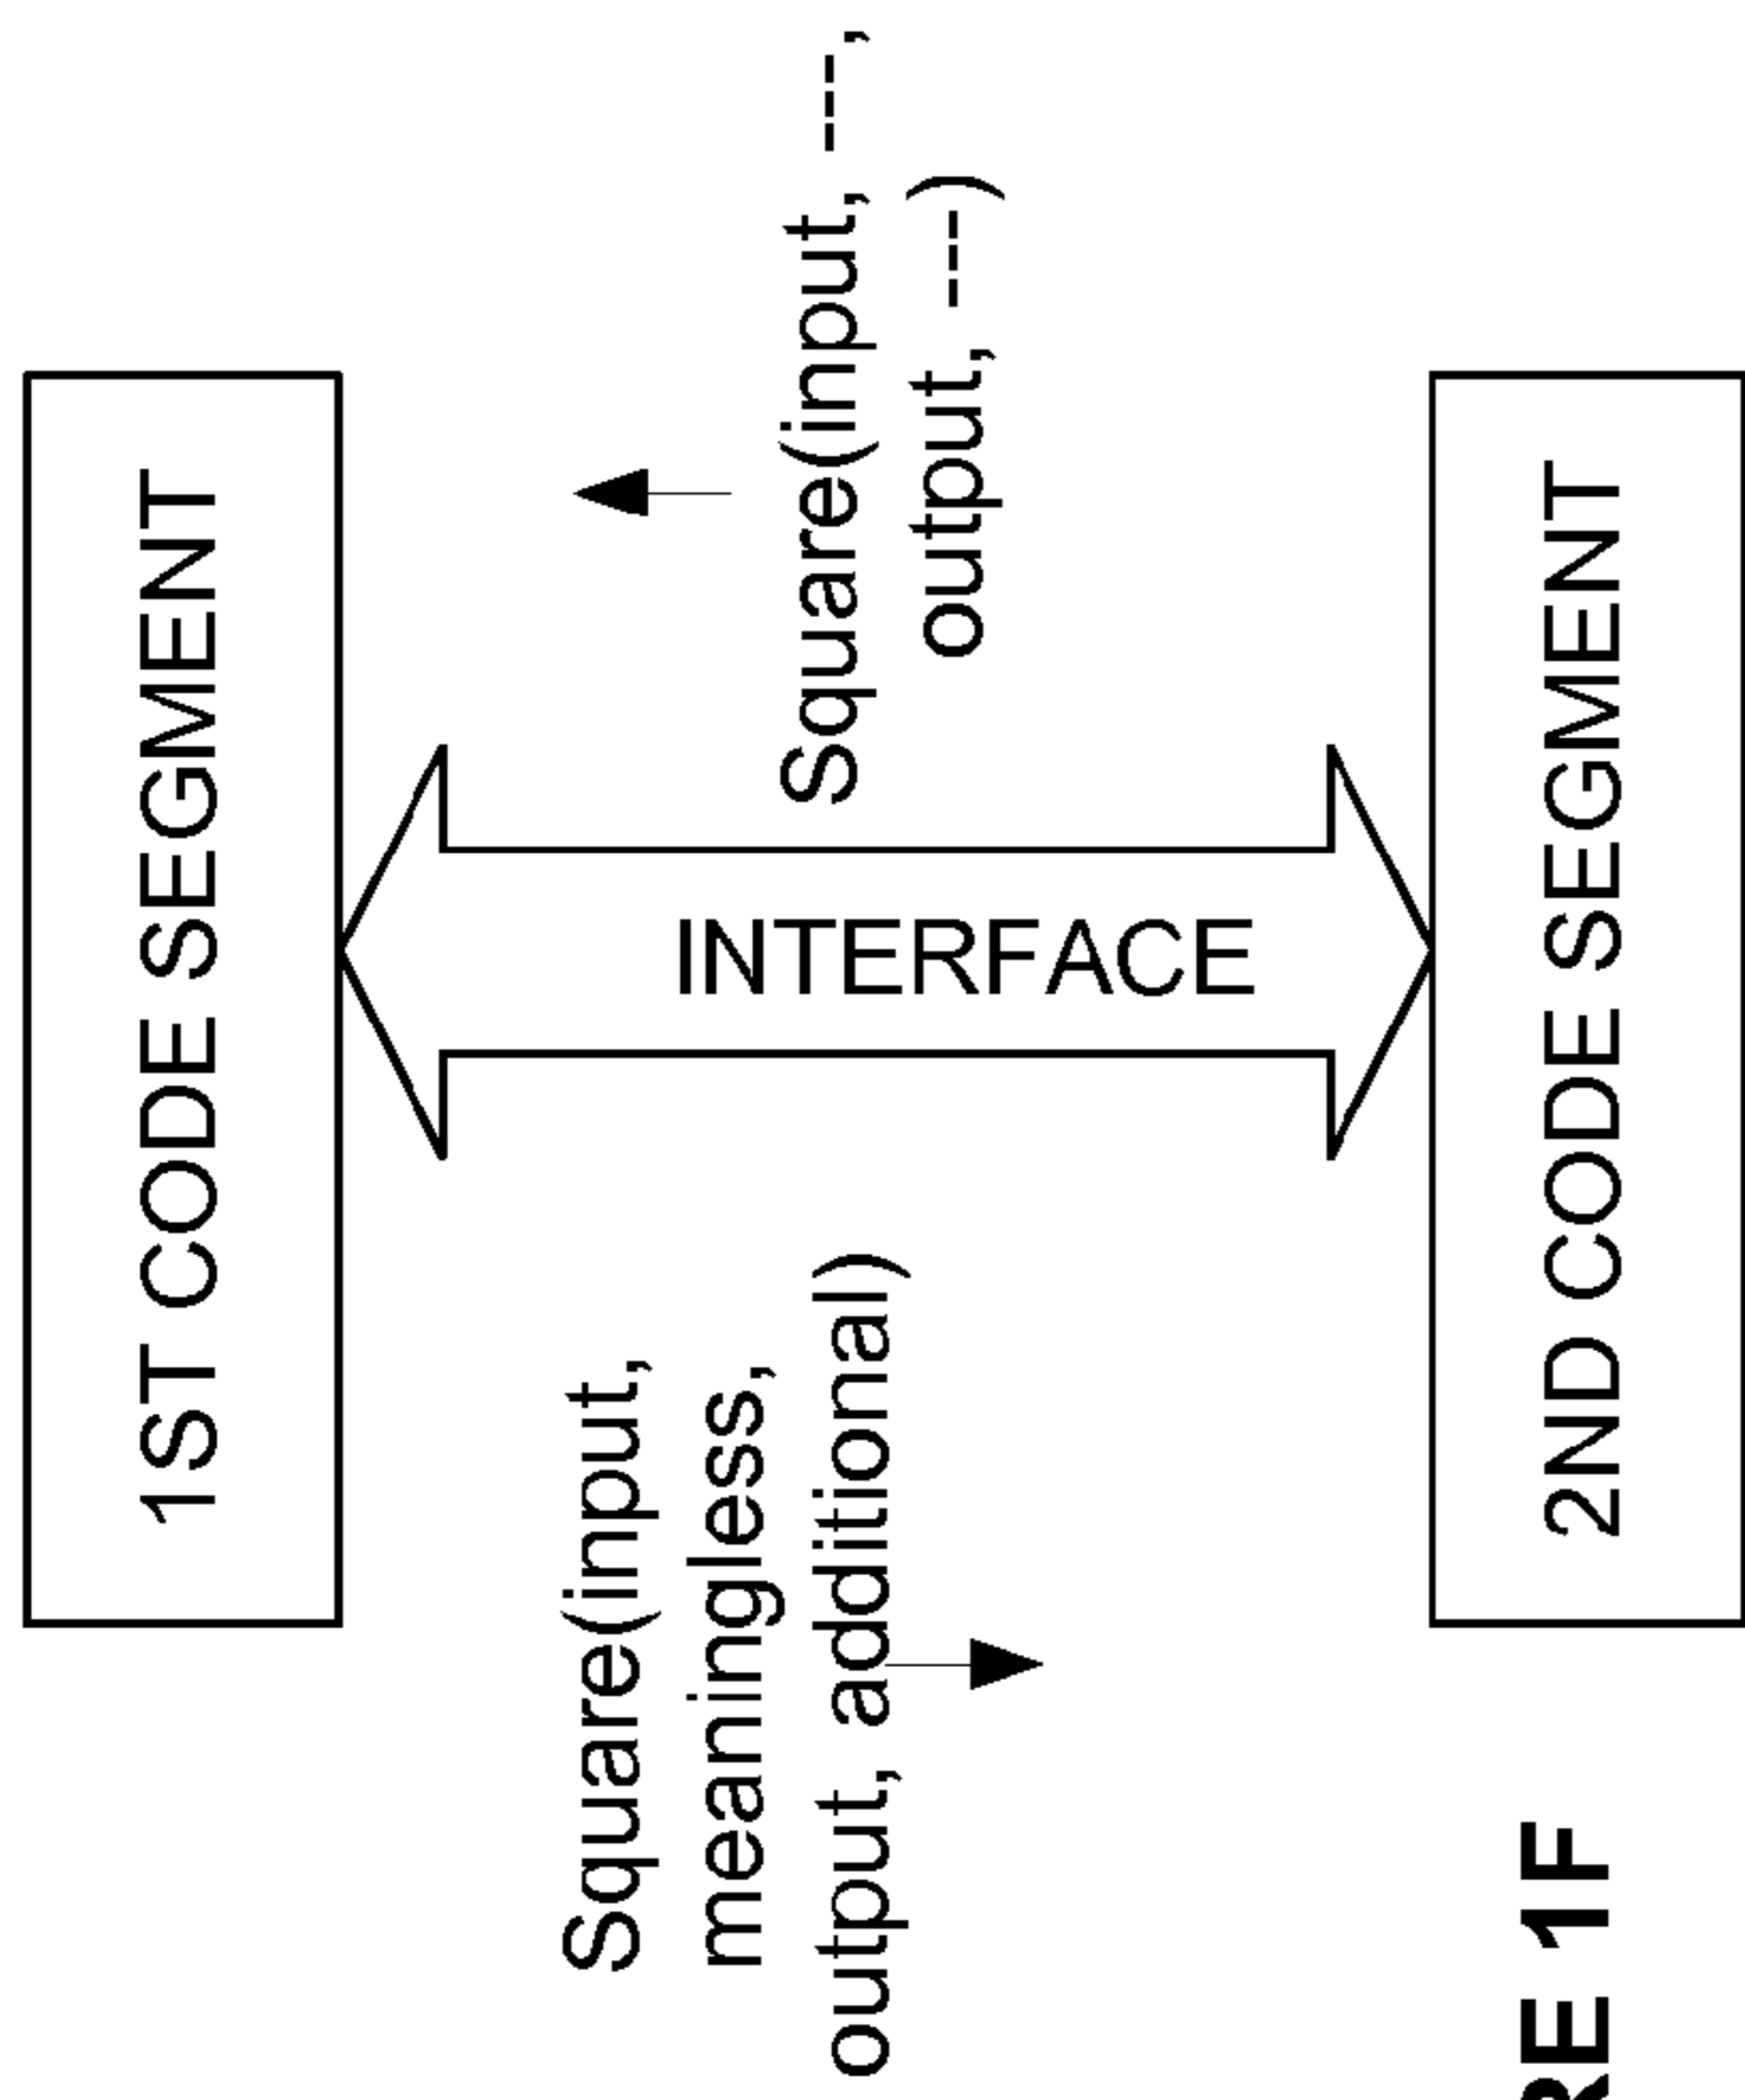 1ST CODE SEGMENT
Square(input,
meaningless,
output, additional)
INTERFACE
Square(input, ---,
output, ---)
2ND CODE SEGMENT
RE 1F